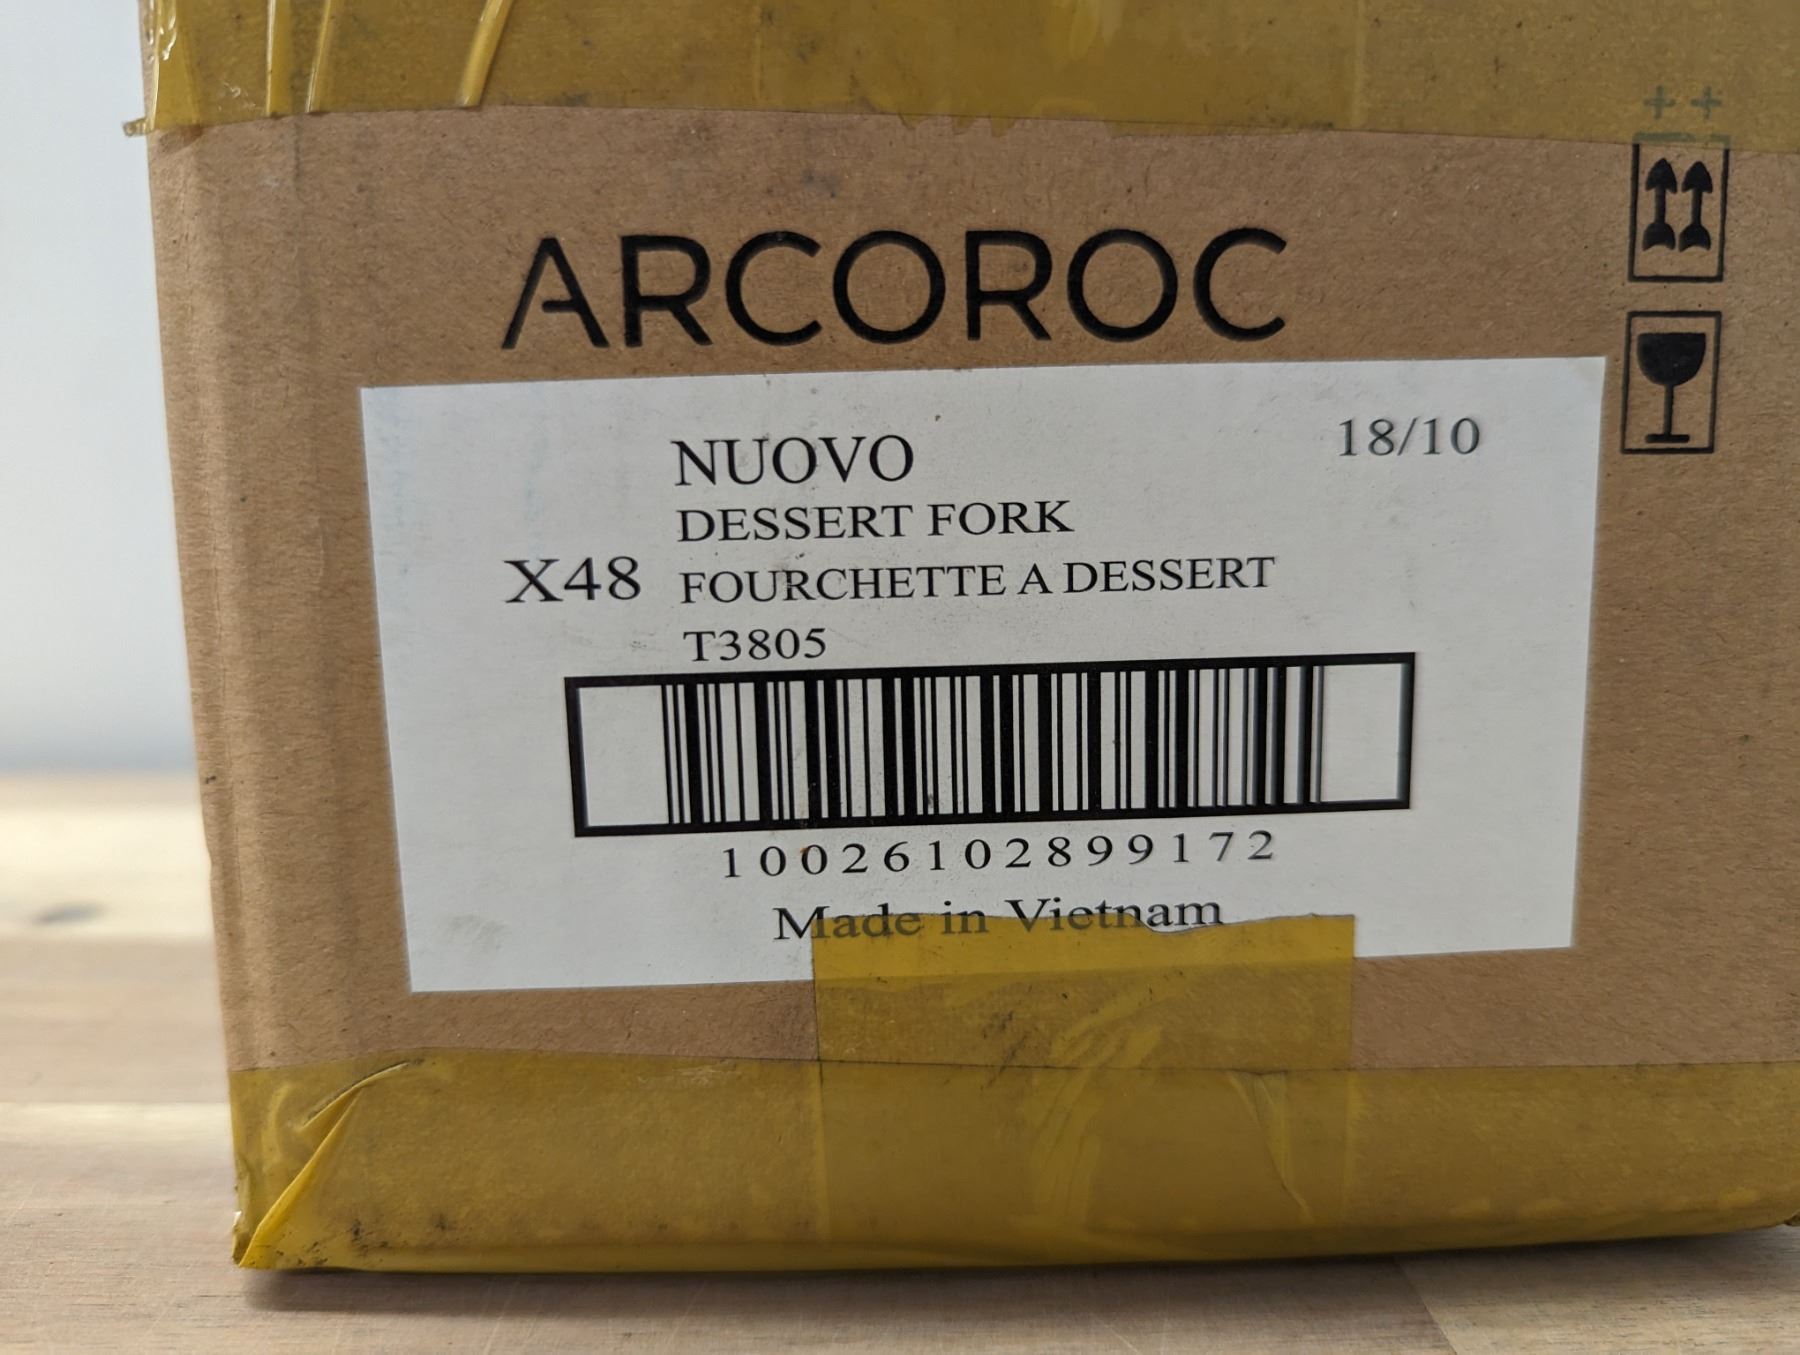 ARCOROC
NUOVO 18/10
DESSERT FORK
X48 FOURCHETTE A DESSERT
T3805
10026102899172
Made in Vietnam